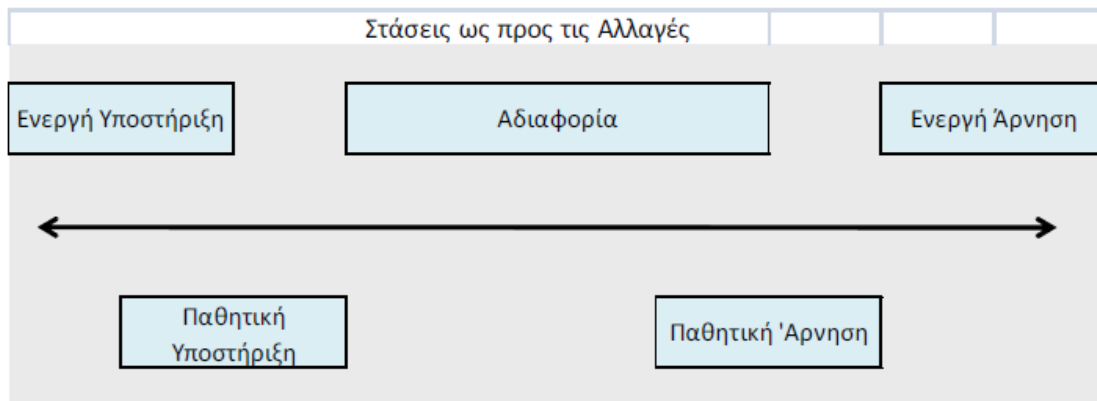 Στάσεις ως προς τις Αλλαγές
Ενεργή Υποστήριξη
Αδιαφορία
Ενεργή Άρνηση
Παθητική
Υποστήριξη
Παθητική 'Αρνηση